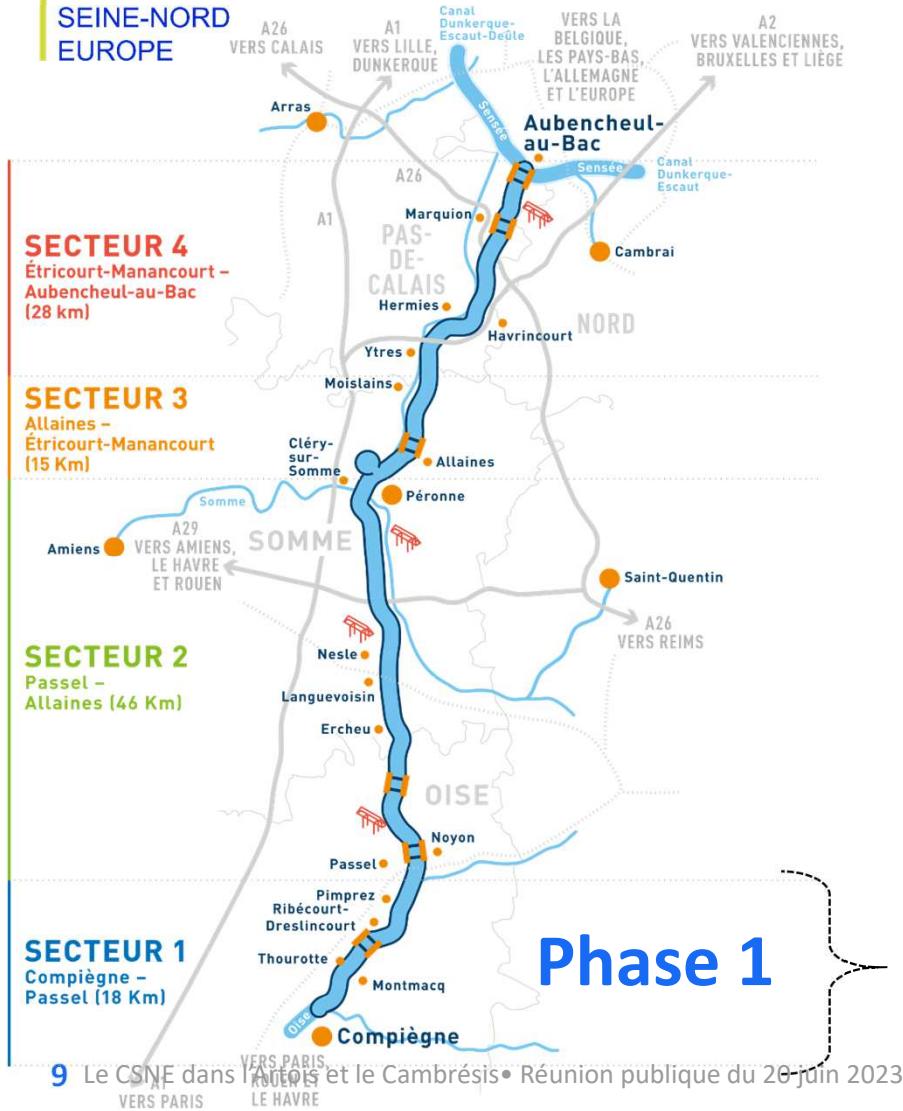 SEINE-NORD
EUROPE
A26
VERS CALAIS
A1
VERS LILLE,
DUNKERQUE
Canal
Dunkerque-
Escaut-Deûle
VERS LA
BELGIQUE,
LES PAYS-BAS,
L'ALLEMAGNE
ET L'EUROPE
A2
VERS VALENCIENNES,
BRUXELLES ET LIÈGE
Arras
Sensée
Aubencheul-
au-Bac
Sensée
Canal
Dunkerque-
Escaut
A26
A1
Marquion
PAS-
DE-
CALAIS
Cambrai
SECTEUR 4
Étricourt-Manancourt –
Aubencheul-au-Bac
(28 km)
Hermies
NORD
Havrincourt
Ytres
Moislains
SECTEUR 3
Allaines –
Étricourt-Manancourt
(15 Km)
Cléry-
sur-
Somme
Allaines
Péronne
Somme
Amiens
A29
VERS AMIENS,
LE HAVRE
ET ROUEN
SOMME
Saint-Quentin
A26
VERS REIMS
SECTEUR 2
Passel –
Allaines (46 Km)
Nesle
Languevoisin
Ercheu
OISE
Noyon
Passel
Pimprez
Ribécourt-
Dreslincourt
SECTEUR 1
Compiègne –
Passel (18 Km)
Thourotte
Montmacq
Phase 1
Oise
Compiègne
VERS PARIS,
ROUEN ET
LE HAVRE
9 Le CSNE dans l'Artois et le Cambrésis• Réunion publique du 20 juin 2023
A1
VERS PARIS